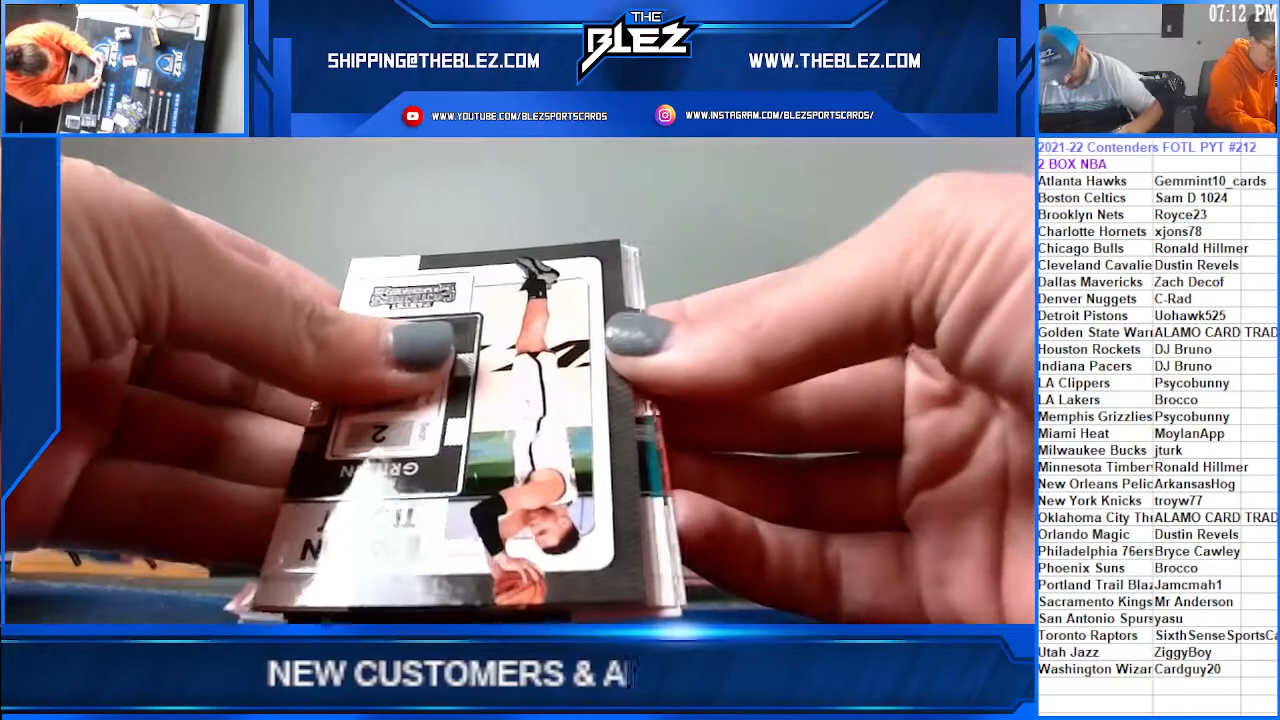 07:12 PM
THE
BLEZ
SHIPPING@THEBLEZ.COM
WWW.THEBLEZ.COM
WWW.YOUTUBE.COM/BLEZSPORTSCARDS
WWW.INSTAGRAM.COM/BLEZSPORTSCARDS/
2021-22 Contenders FOTL PYT #212
2 BOX NBA
Atlanta Hawks Gemmint10_cards
Boston Celtics Sam D 1024
Brooklyn Nets Royce23
Charlotte Hornets xjons78
Chicago Bulls Ronald Hillmer
Cleveland Cavalie Dustin Revels
Dallas Mavericks Zach Decof
Denver Nuggets C-Rad
Detroit Pistons Uohawk525
Golden State Warr ALAMO CARD TRAD
Houston Rockets DJ Bruno
Indiana Pacers DJ Bruno
LA Clippers Psycobunny
LA Lakers Brocco
Memphis Grizzlies Psycobunny
Miami Heat MoylanApp
Milwaukee Bucks jturk
Minnesota Timber Ronald Hillmer
New Orleans Pelic ArkansasHog
New York Knicks troyw77
Oklahoma City Thu ALAMO CARD TRAD
Orlando Magic Dustin Revels
Philadelphia 76ers Bryce Cawley
Phoenix Suns Brocco
Portland Trail Blaz Jamcmah1
Sacramento Kings Mr Anderson
San Antonio Spurs yasu
Toronto Raptors SixthSenseSportsCa
Utah Jazz ZiggyBoy
Washington Wizar Cardguy20
2
NEW CUSTOMERS & A